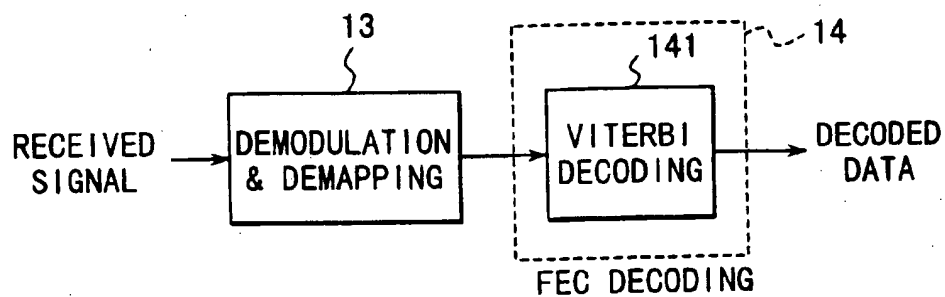 13
141
14
RECEIVED
SIGNAL
DEMODULATION
& DEMAPPING
VITERBI
DECODING
DECODED
DATA
FEC DECODING